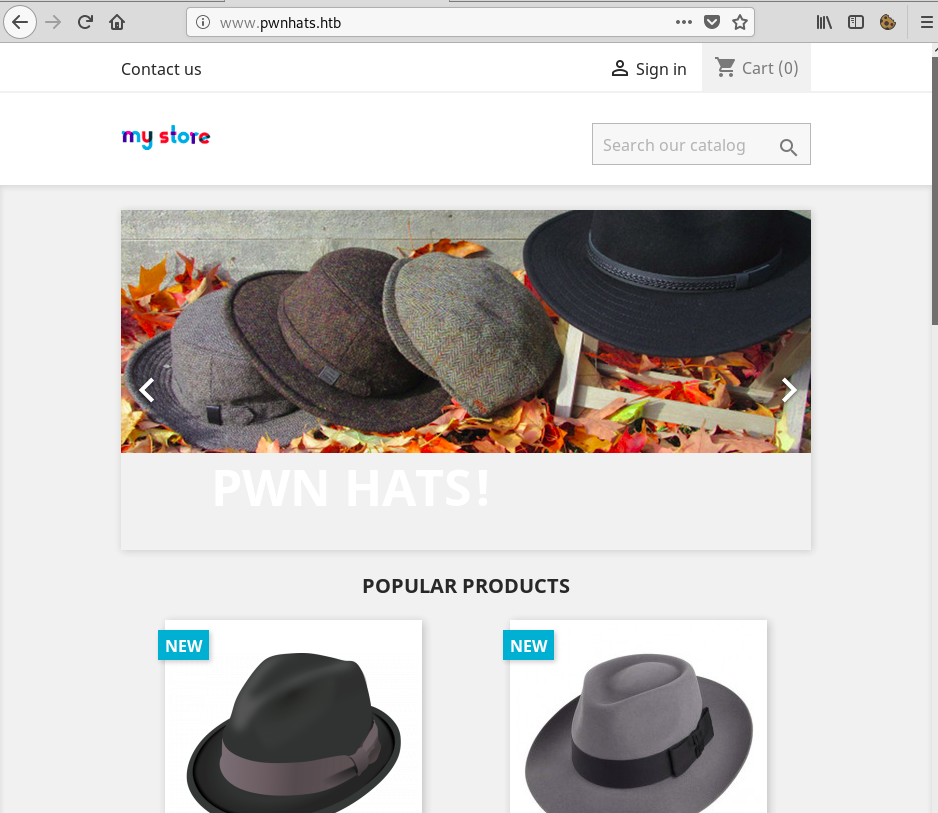 www.pwnhats.htb
Contact us
Sign in
Cart (0)
my store
Search our catalog
PWN HATS!
POPULAR PRODUCTS
NEW
NEW